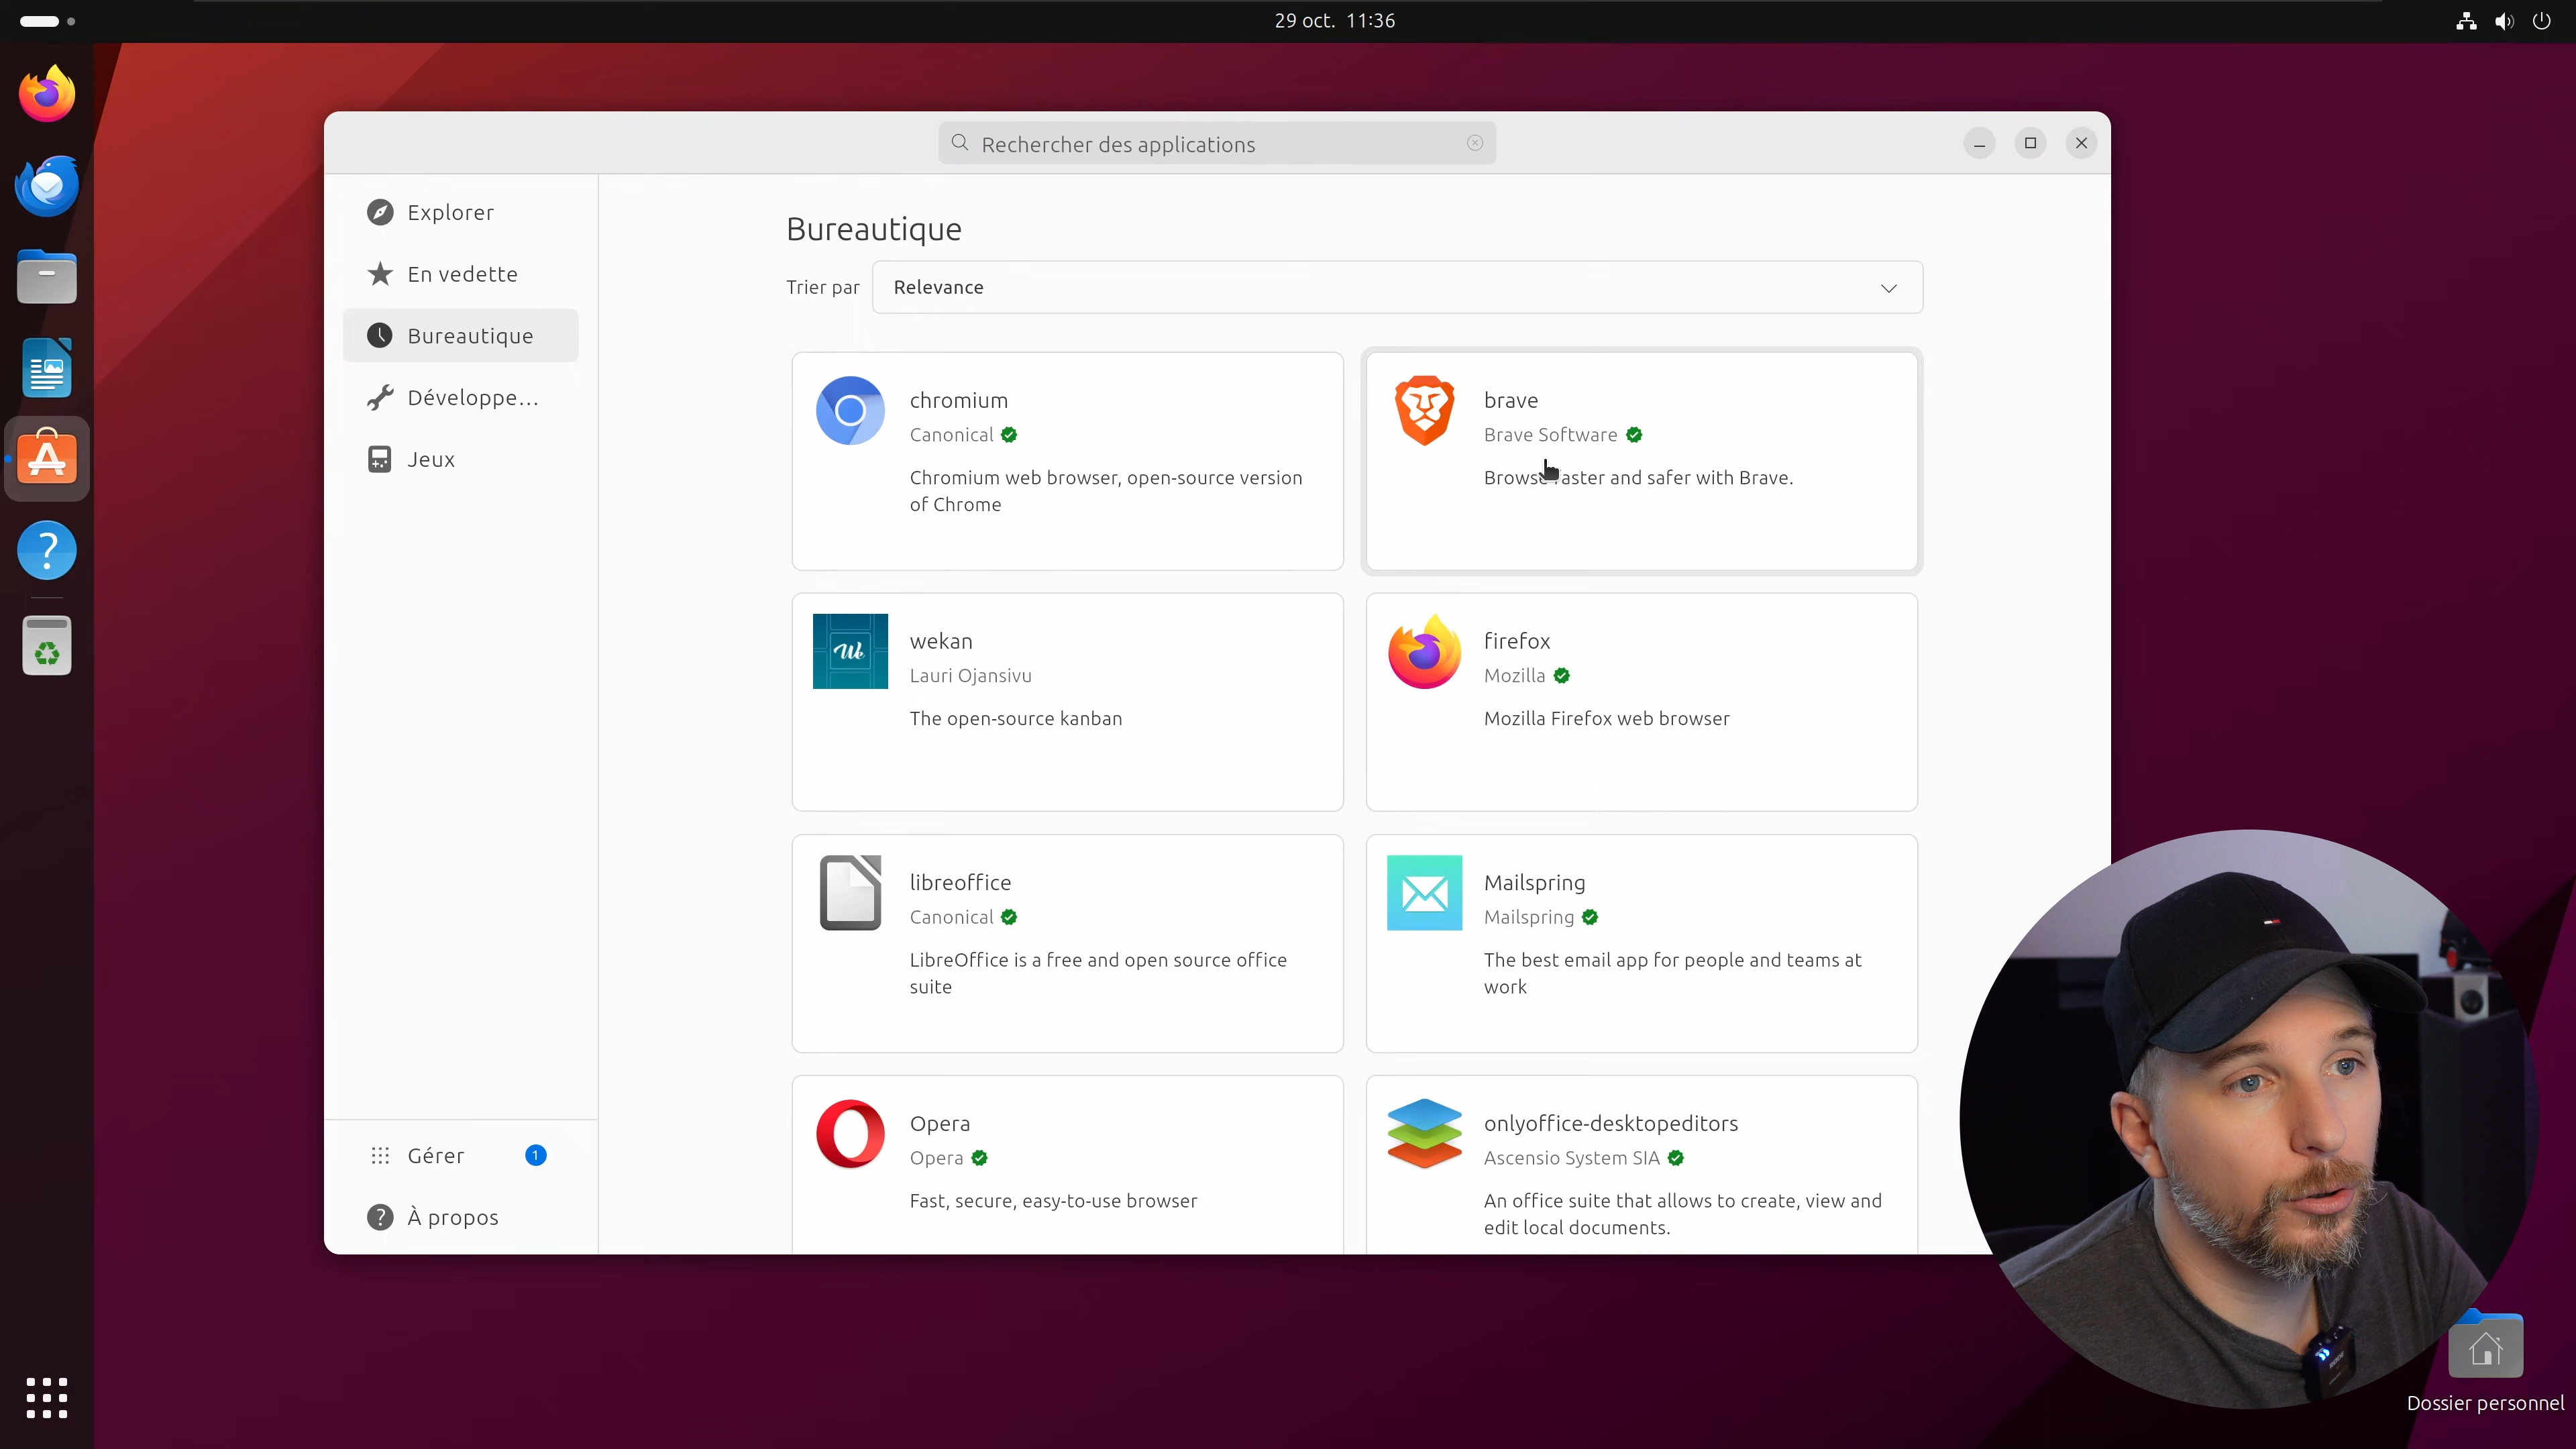 29 oct. 11:36
Rechercher des applications
Explorer
En vedette
Bureautique
Développe…
Jeux
Gérer
1
À propos
Bureautique
Trier par
Relevance
chromium
Canonical
Chromium web browser, open-source version
of Chrome
brave
Brave Software
Browse faster and safer with Brave.
wekan
Lauri Ojansivu
The open-source kanban
firefox
Mozilla
Mozilla Firefox web browser
libreoffice
Canonical
LibreOffice is a free and open source office
suite
Mailspring
Mailspring
The best email app for people and teams at
work
Opera
Opera
Fast, secure, easy-to-use browser
onlyoffice-desktopeditors
Ascensio System SIA
An office suite that allows to create, view and
edit local documents.
Dossier personnel